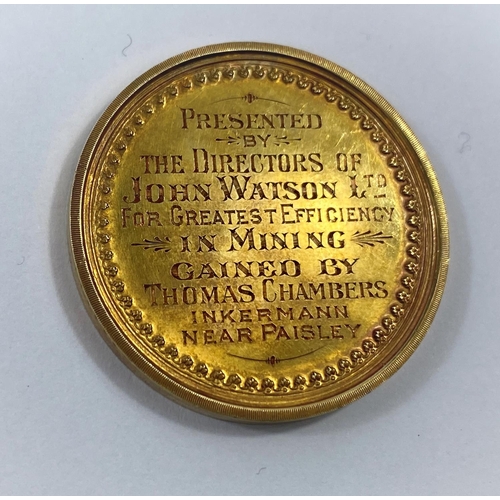 PRESENTED
BY
THE DIRECTORS OF
JOHN WATSON LTD
FOR GREATEST EFFICIENCY
IN MINING
GAINED BY
THOMAS CHAMBERS
INKERMANN
NEAR PAISLEY